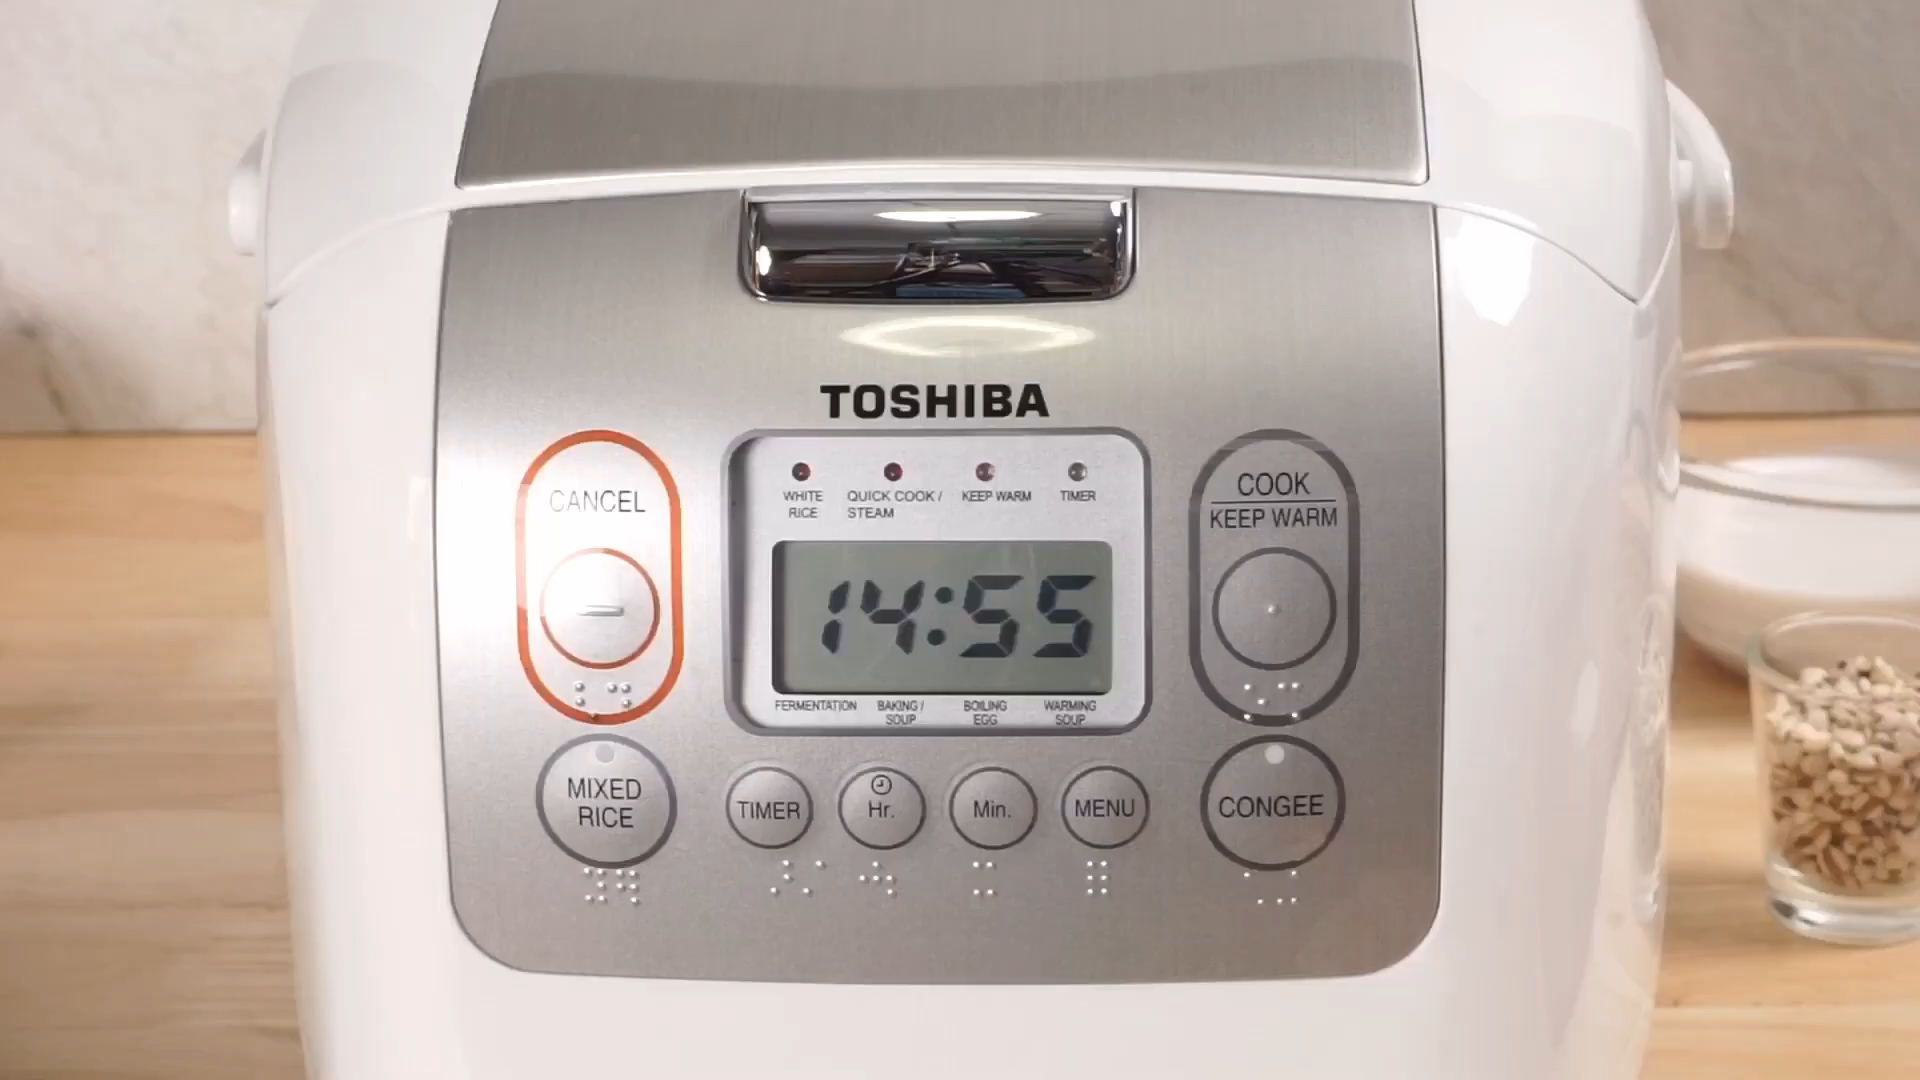 TOSHIBA
CANCEL
WHITE
RICE
QUICK COOK /
STEAM
KEEP WARM
TIMER
COOK
KEEP WARM
14:55
FERMENTATION
BAKING /
SOUP
BOILING
EGG
WARMING
SOUP
MIXED
RICE
TIMER
Hr.
Min.
MENU
CONGEE